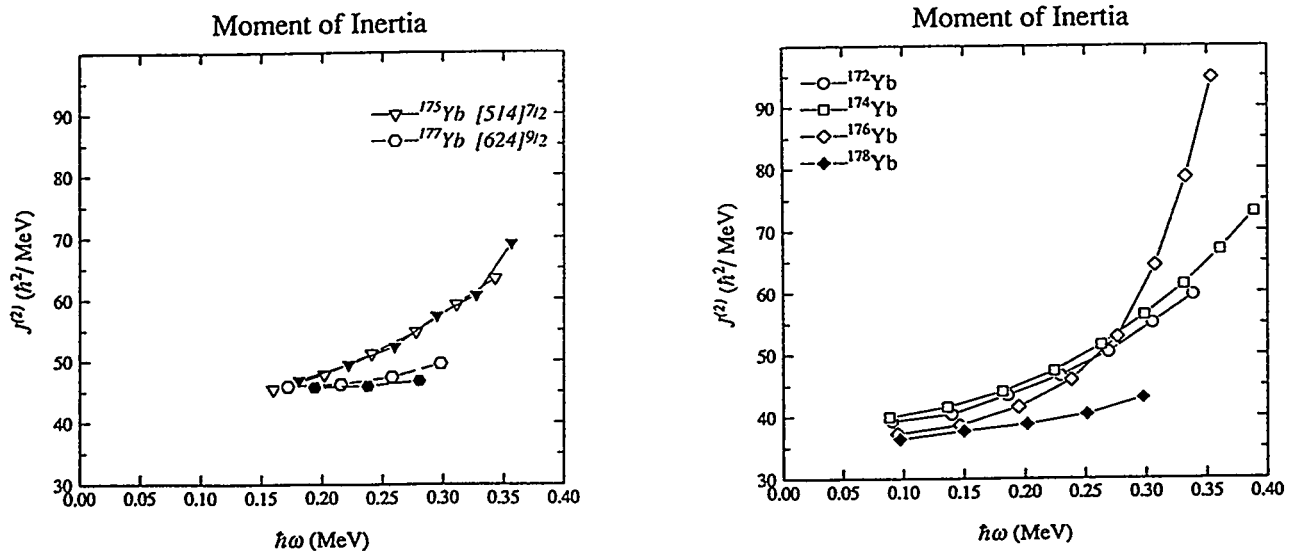 Moment of Inertia
¹⁷⁵Yb [514]7/2
¹⁷⁷Yb [624]9/2
90
80
70
60
50
40
30
J⁽²⁾ (ħ²/ MeV)
0.00 0.05 0.10 0.15 0.20 0.25 0.30 0.35 0.40
ħω (MeV)
Moment of Inertia
¹⁷²Yb
¹⁷⁴Yb
¹⁷⁶Yb
¹⁷⁸Yb
90
80
70
60
50
40
30
J⁽²⁾ (ħ²/ MeV)
0.00 0.05 0.10 0.15 0.20 0.25 0.30 0.35 0.40
ħω (MeV)